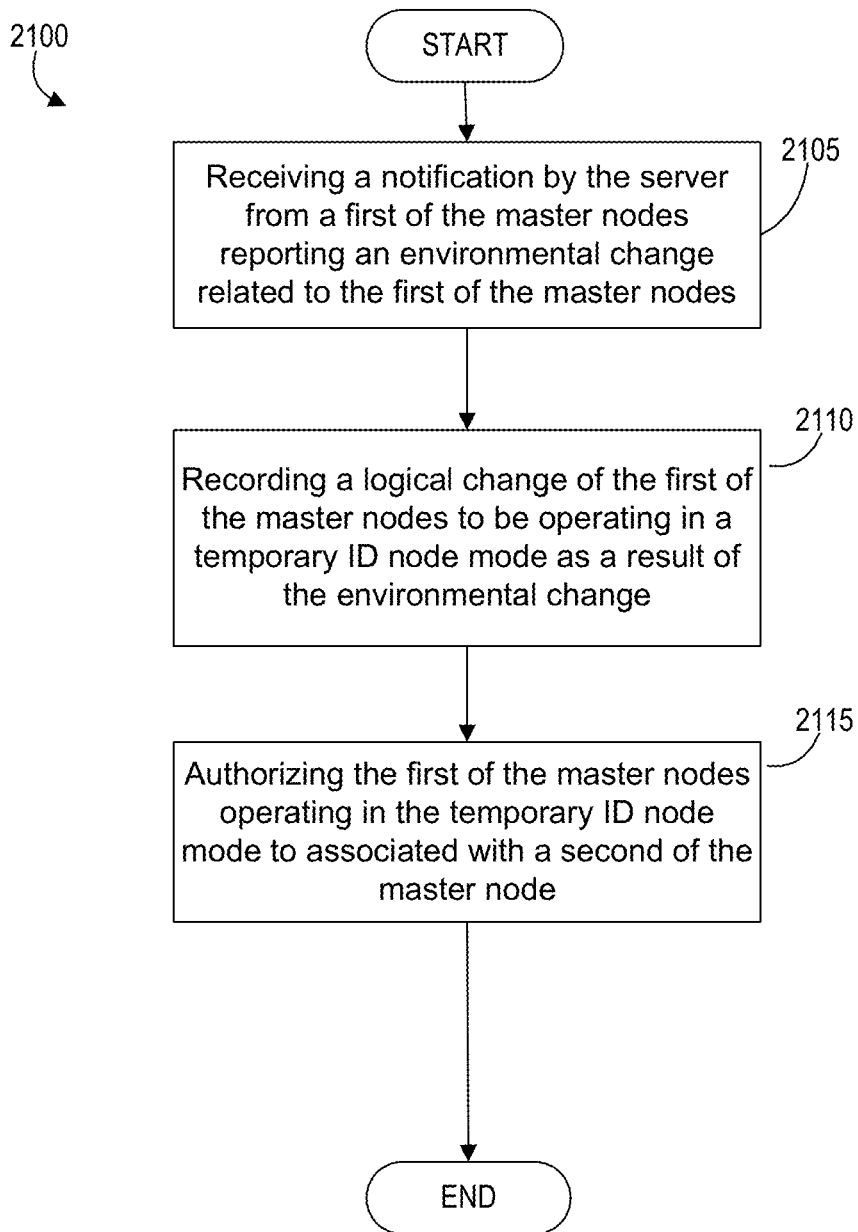 2100
START
2105
Receiving a notification by the server
from a first of the master nodes
reporting an environmental change
related to the first of the master nodes
2110
Recording a logical change of the first of
the master nodes to be operating in a
temporary ID node mode as a result of
the environmental change
2115
Authorizing the first of the master nodes
operating in the temporary ID node
mode to associated with a second of the
master node
END